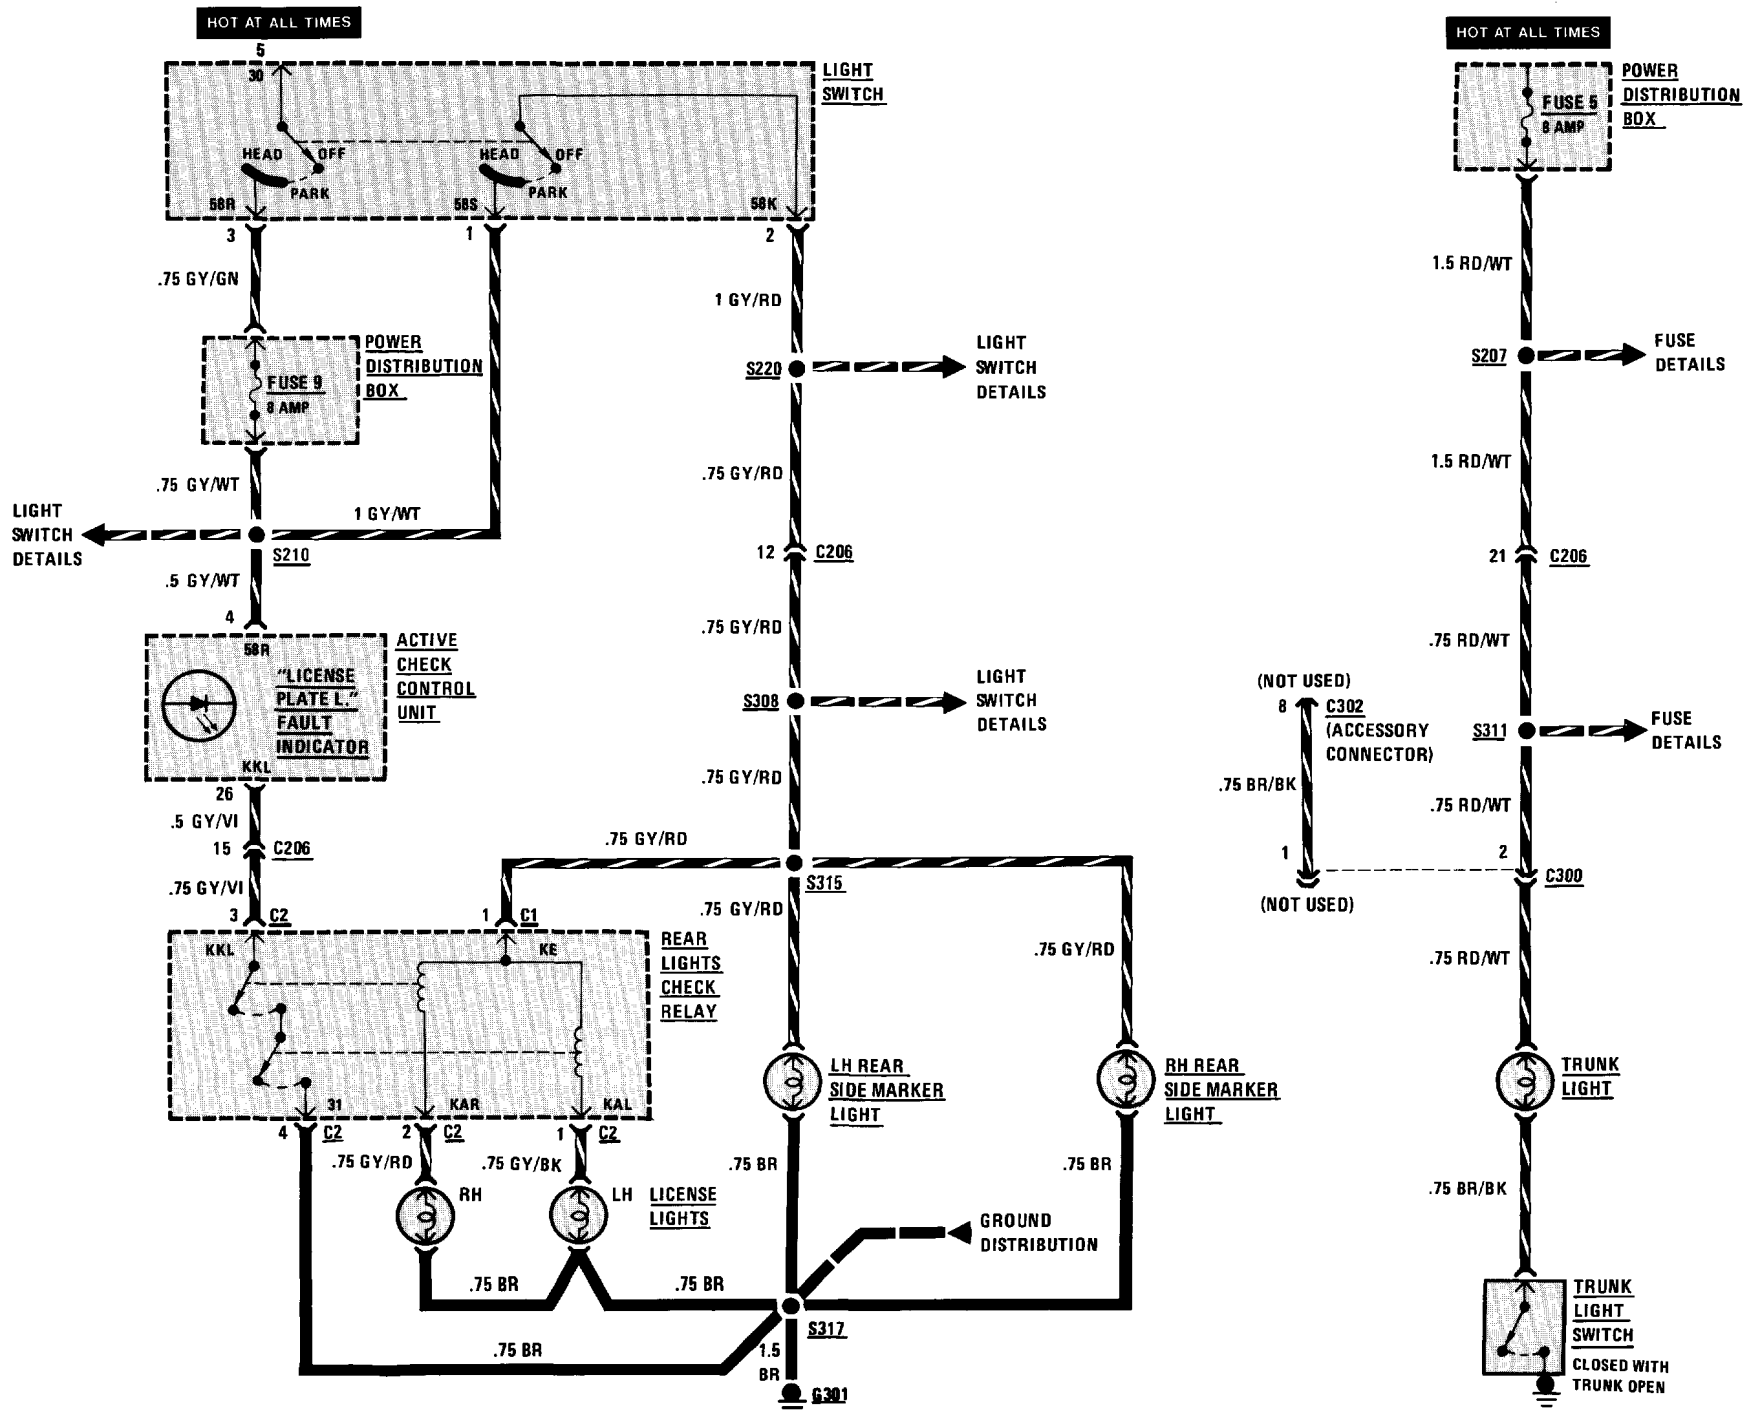 HOT AT ALL TIMES
5
30
LIGHT
SWITCH
HEAD
OFF
PARK
HEAD
OFF
PARK
58R
58S
58K
3
1
2
.75 GY/GN
1 GY/RD
POWER
DISTRIBUTION
BOX
FUSE 9
8 AMP
S220
LIGHT
SWITCH
DETAILS
.75 GY/WT
1 GY/WT
.75 GY/RD
LIGHT
SWITCH
DETAILS
S210
.5 GY/WT
12
C206
4
58R
ACTIVE
CHECK
CONTROL
UNIT
"LICENSE
PLATE L."
FAULT
INDICATOR
KKL
.75 GY/RD
S308
LIGHT
SWITCH
DETAILS
.75 GY/RD
26
.5 GY/VI
15
C206
.75 GY/VI
3
C2
.75 GY/RD
1
C1
S315
.75 GY/RD
.75 GY/RD
KKL
KE
REAR
LIGHTS
CHECK
RELAY
31
KAR
KAL
4
C2
2
C2
1
C2
LH REAR
SIDE MARKER
LIGHT
RH REAR
SIDE MARKER
LIGHT
.75 GY/RD
.75 GY/BK
.75 BR
.75 BR
RH
LH
LICENSE
LIGHTS
GROUND
DISTRIBUTION
.75 BR
.75 BR
.75 BR
S317
1.5
BR
G301
HOT AT ALL TIMES
POWER
DISTRIBUTION
BOX
FUSE 5
8 AMP
1.5 RD/WT
S207
FUSE
DETAILS
1.5 RD/WT
21
C206
.75 RD/WT
(NOT USED)
8
C302
(ACCESSORY
CONNECTOR)
S311
FUSE
DETAILS
.75 BR/BK
.75 RD/WT
1
2
C300
(NOT USED)
.75 RD/WT
TRUNK
LIGHT
.75 BR/BK
TRUNK
LIGHT
SWITCH
CLOSED WITH
TRUNK OPEN